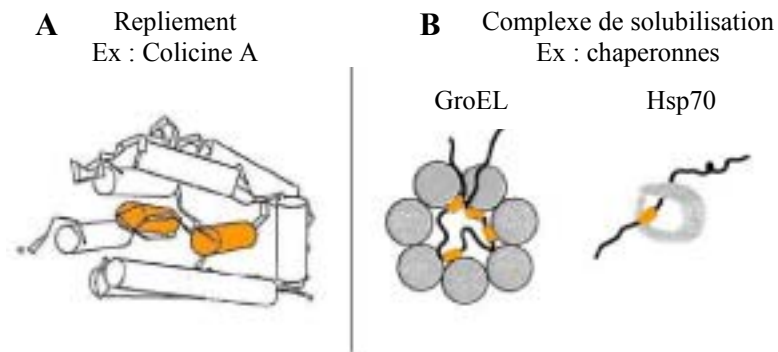 A
Repliement
Ex : Colicine A
B
Complexe de solubilisation
Ex : chaperonnes
GroEL
Hsp70